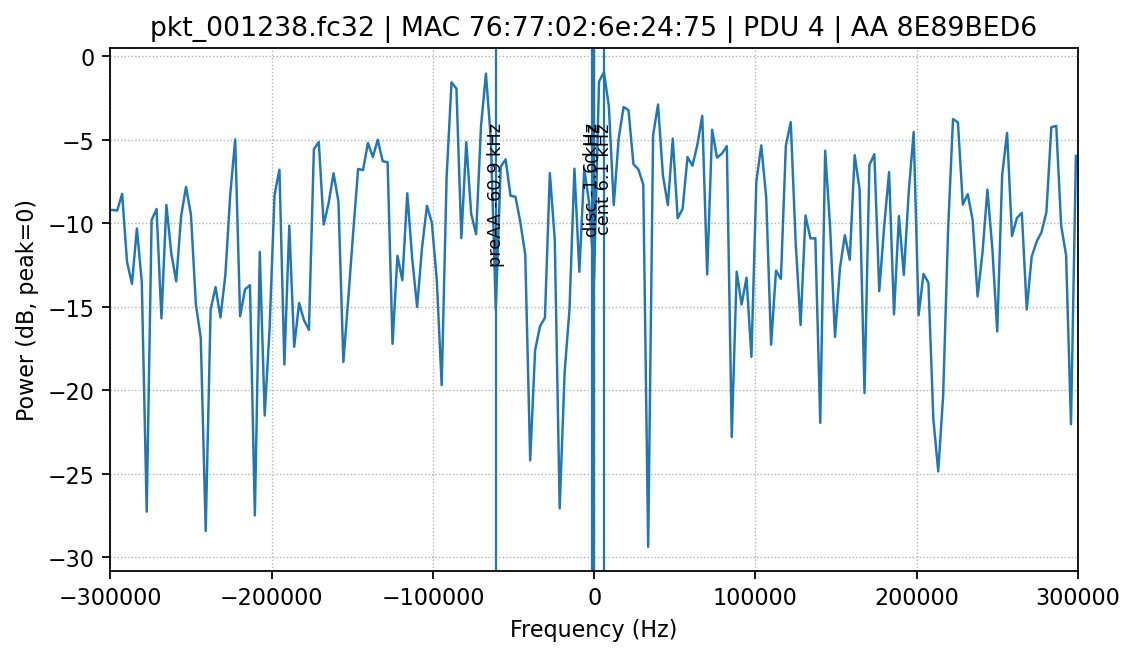 pkt_001238.fc32 | MAC 76:77:02:6e:24:75 | PDU 4 | AA 8E89BED6
Power (dB, peak=0)
0
−5
−10
−15
−20
−25
−30
preAA -60.9 kHz
cent 6.1 kHz
−300000
−200000
−100000
0
100000
200000
300000
Frequency (Hz)